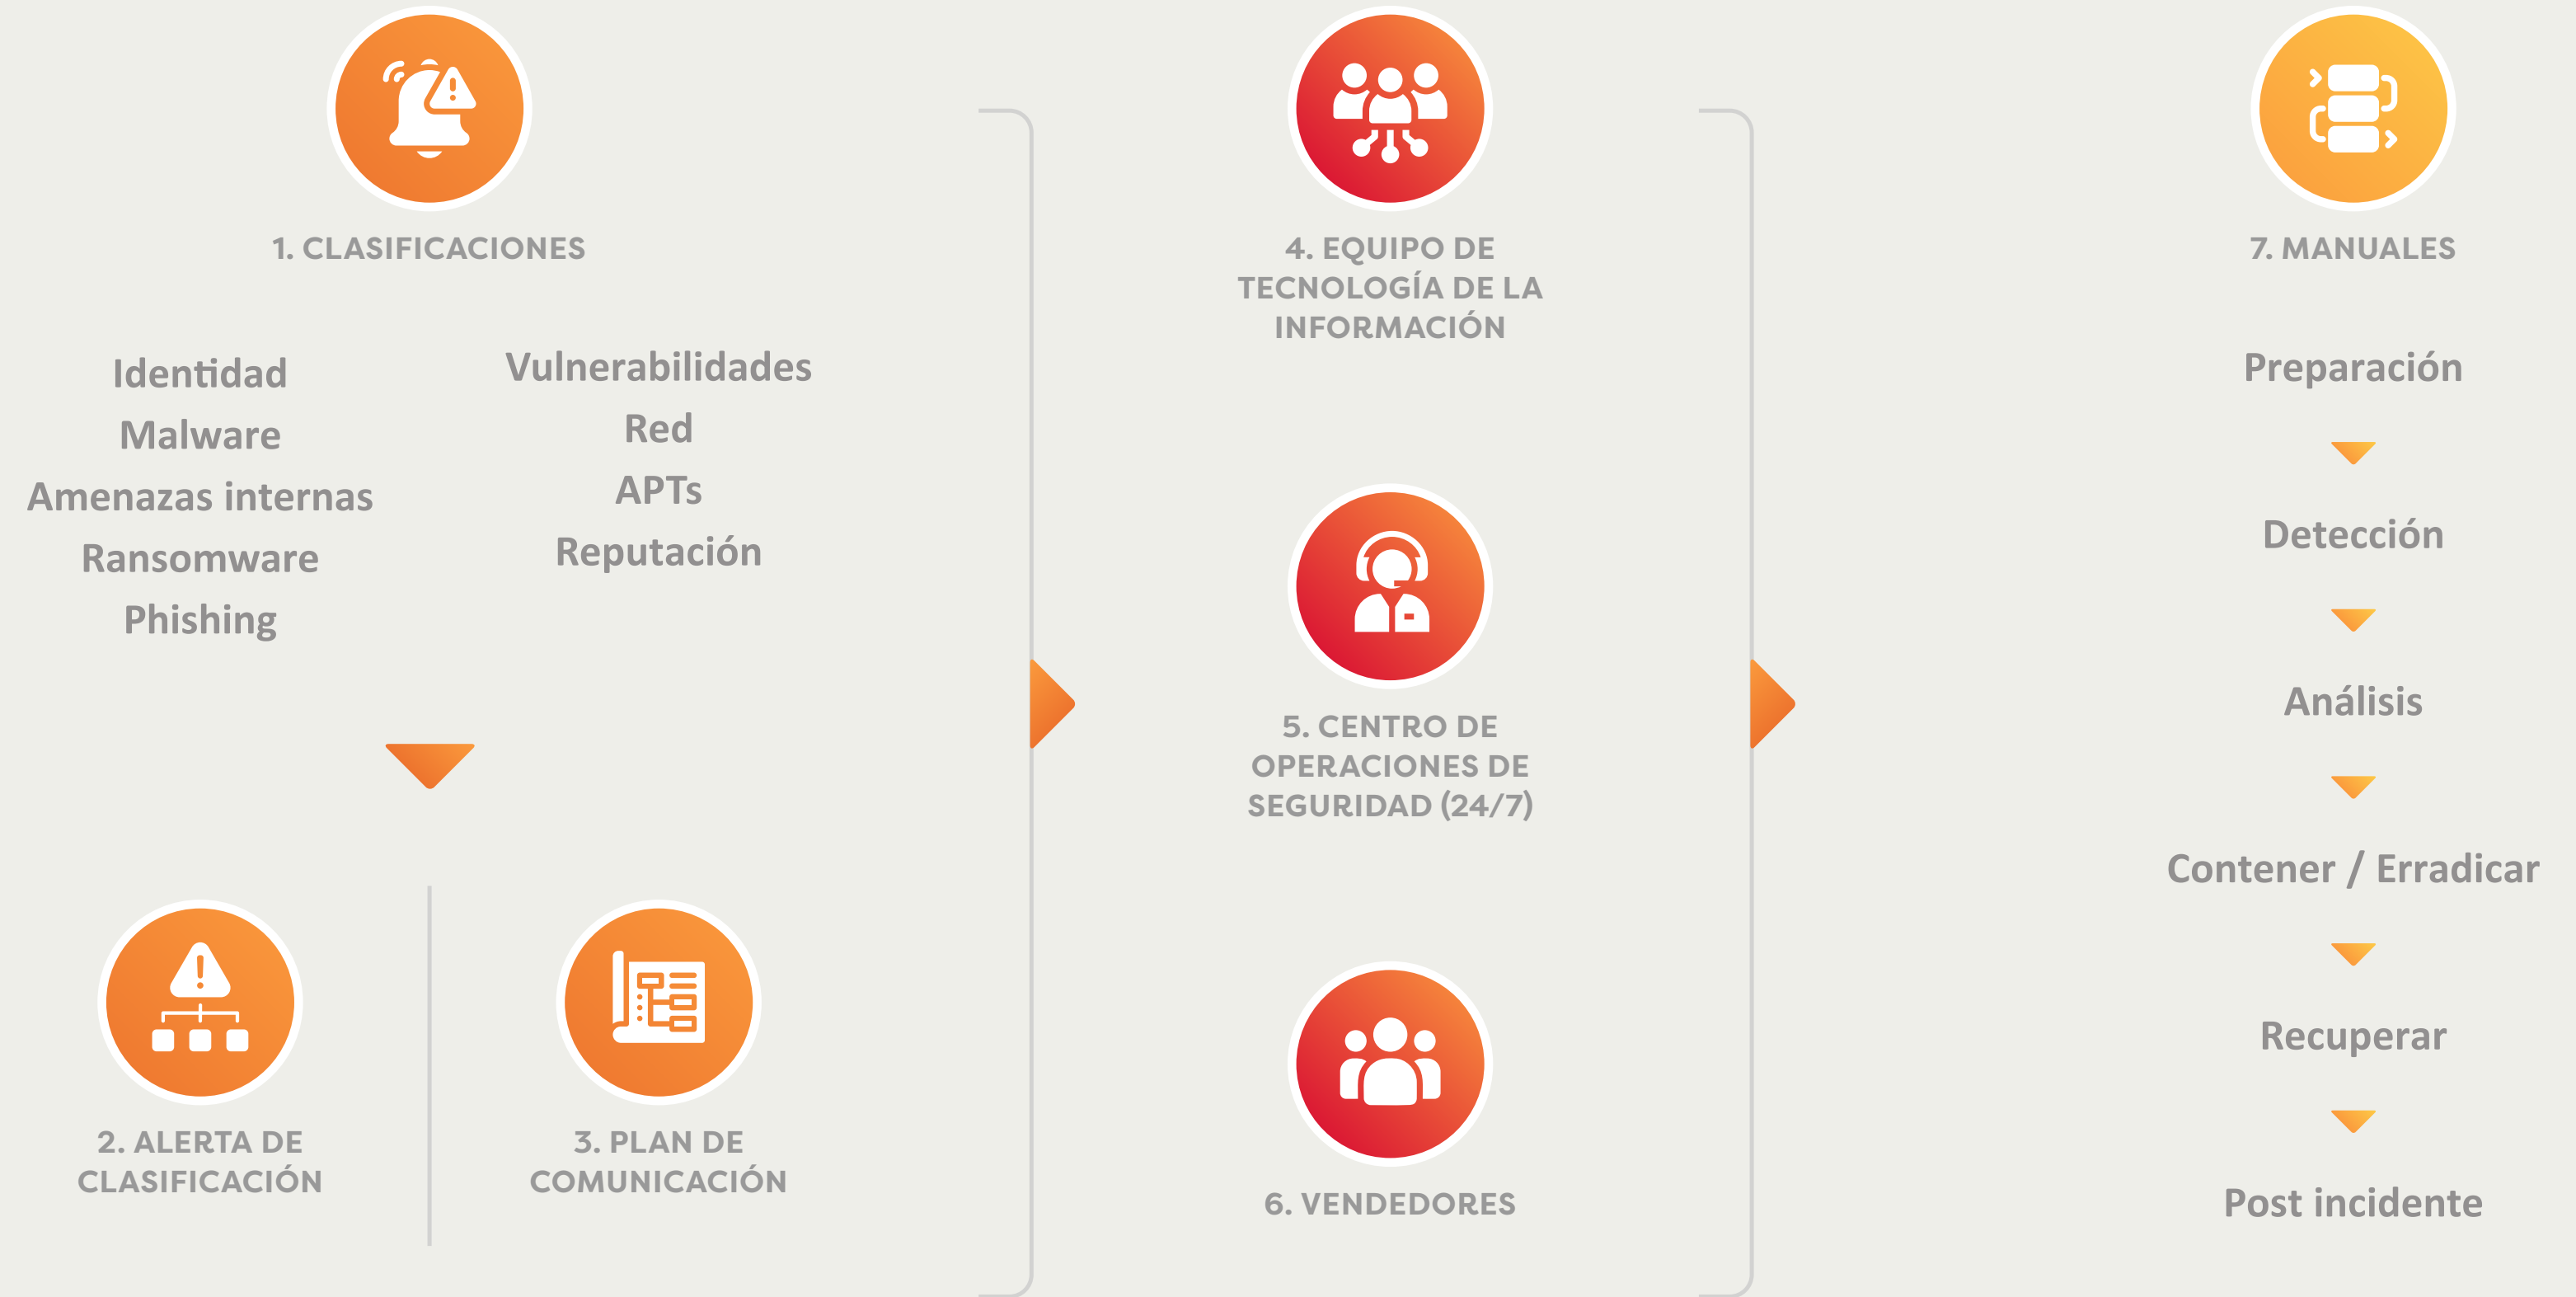 1. CLASIFICACIONES
Identidad
Malware
Amenazas internas
Ransomware
Phishing
Vulnerabilidades
Red
APTs
Reputación
2. ALERTA DE
CLASIFICACIÓN
3. PLAN DE
COMUNICACIÓN
4. EQUIPO DE
TECNOLOGÍA DE LA
INFORMACIÓN
5. CENTRO DE
OPERACIONES DE
SEGURIDAD (24/7)
6. VENDEDORES
7. MANUALES
Preparación
Detección
Análisis
Contener / Erradicar
Recuperar
Post incidente